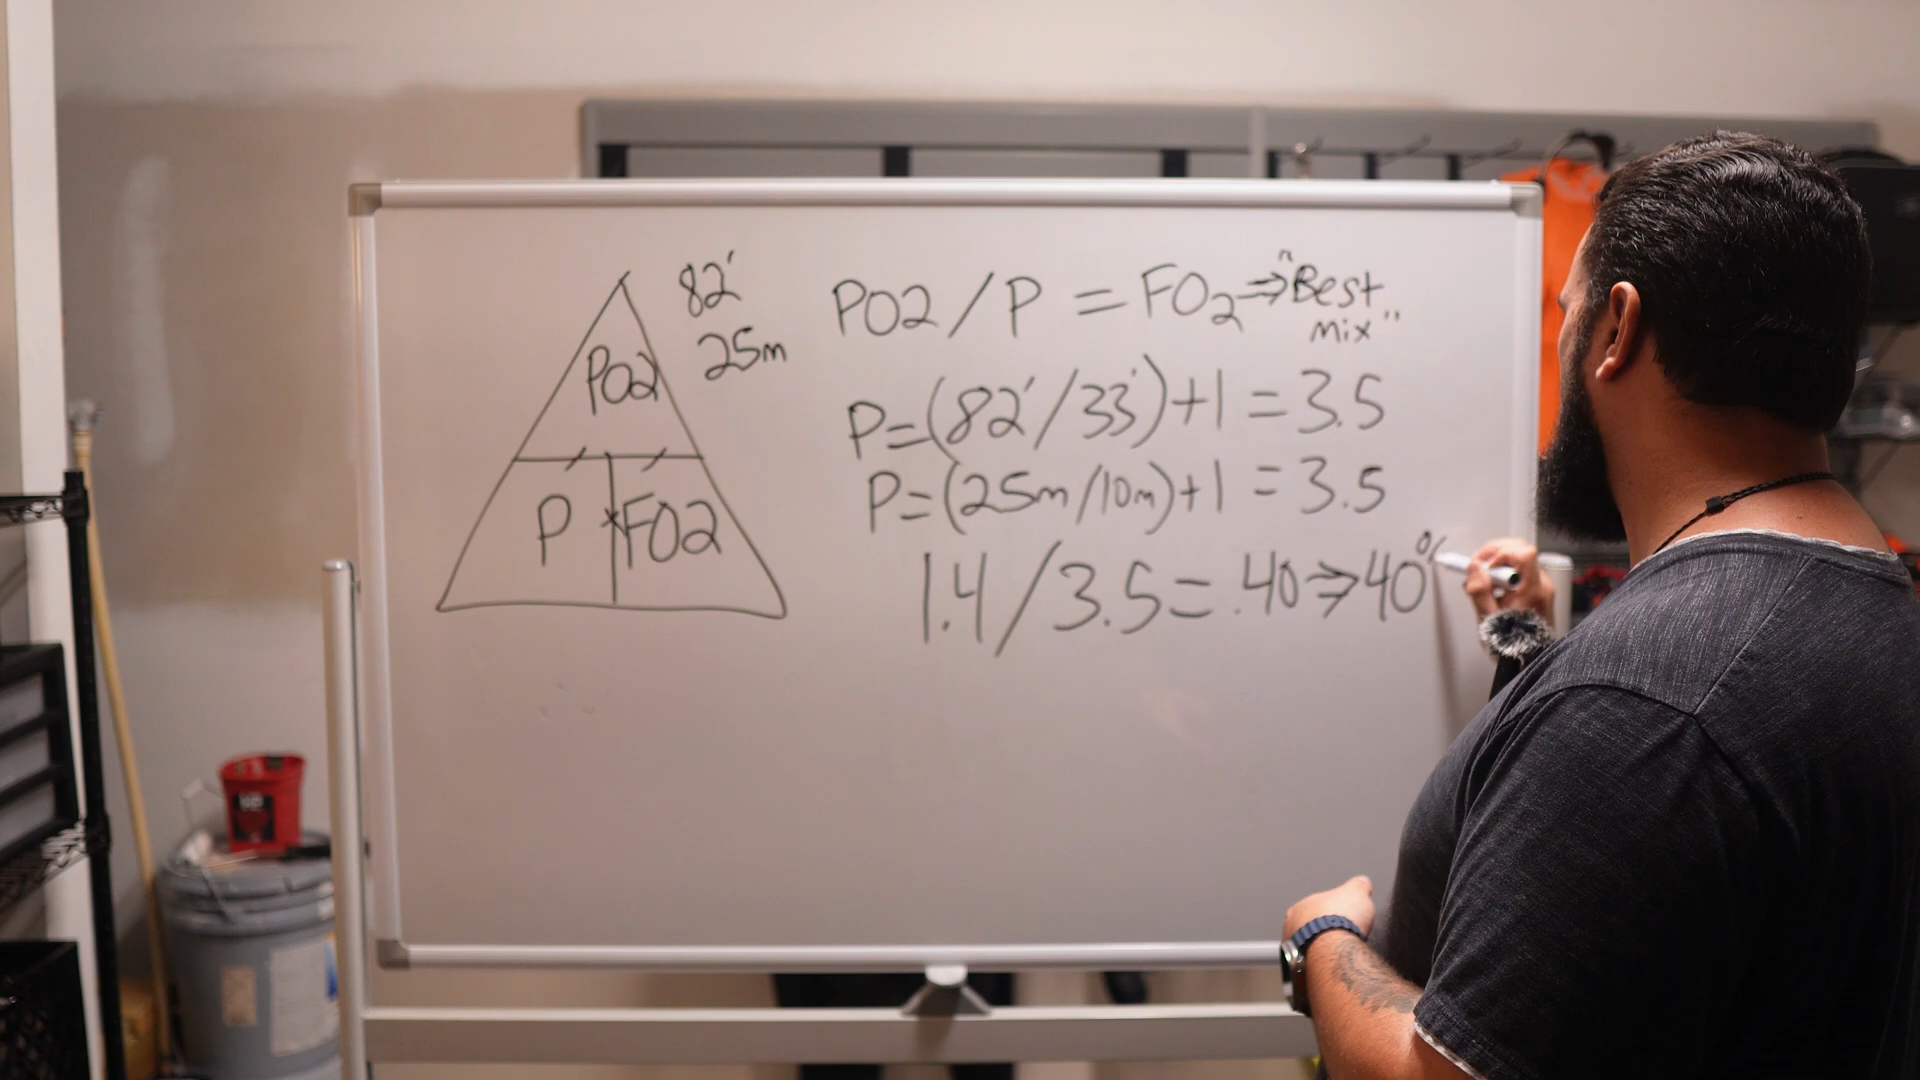 82'
25m
PO2
P × FO2
PO2 / P = FO2 ⇒ "Best
mix"
P = (82' / 33') + 1 = 3.5
P = (25m / 10m) + 1 = 3.5
1.4 / 3.5 = .40 ⇒ 40%